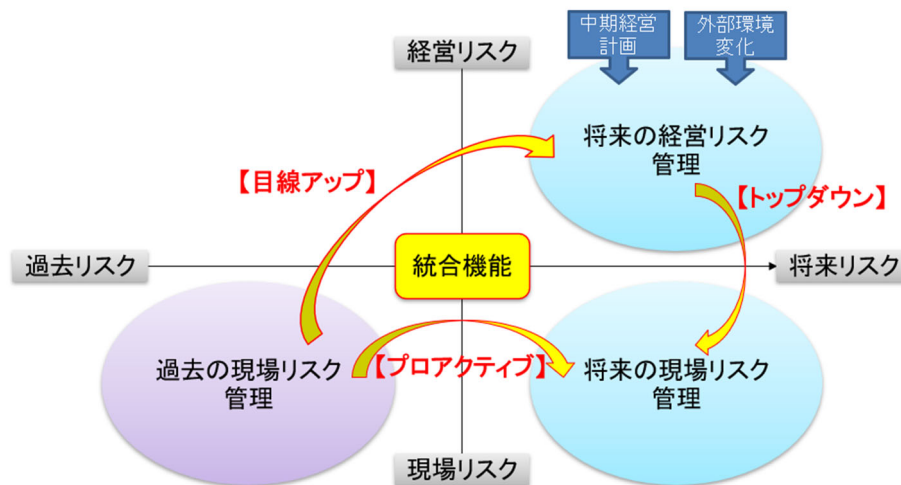 中期経営
計画
外部環境
変化
経営リスク
将来の経営リスク
管理
【目線アップ】
【トップダウン】
過去リスク
統合機能
将来リスク
過去の現場リスク
管理
【プロアクティブ】
将来の現場リスク
管理
現場リスク